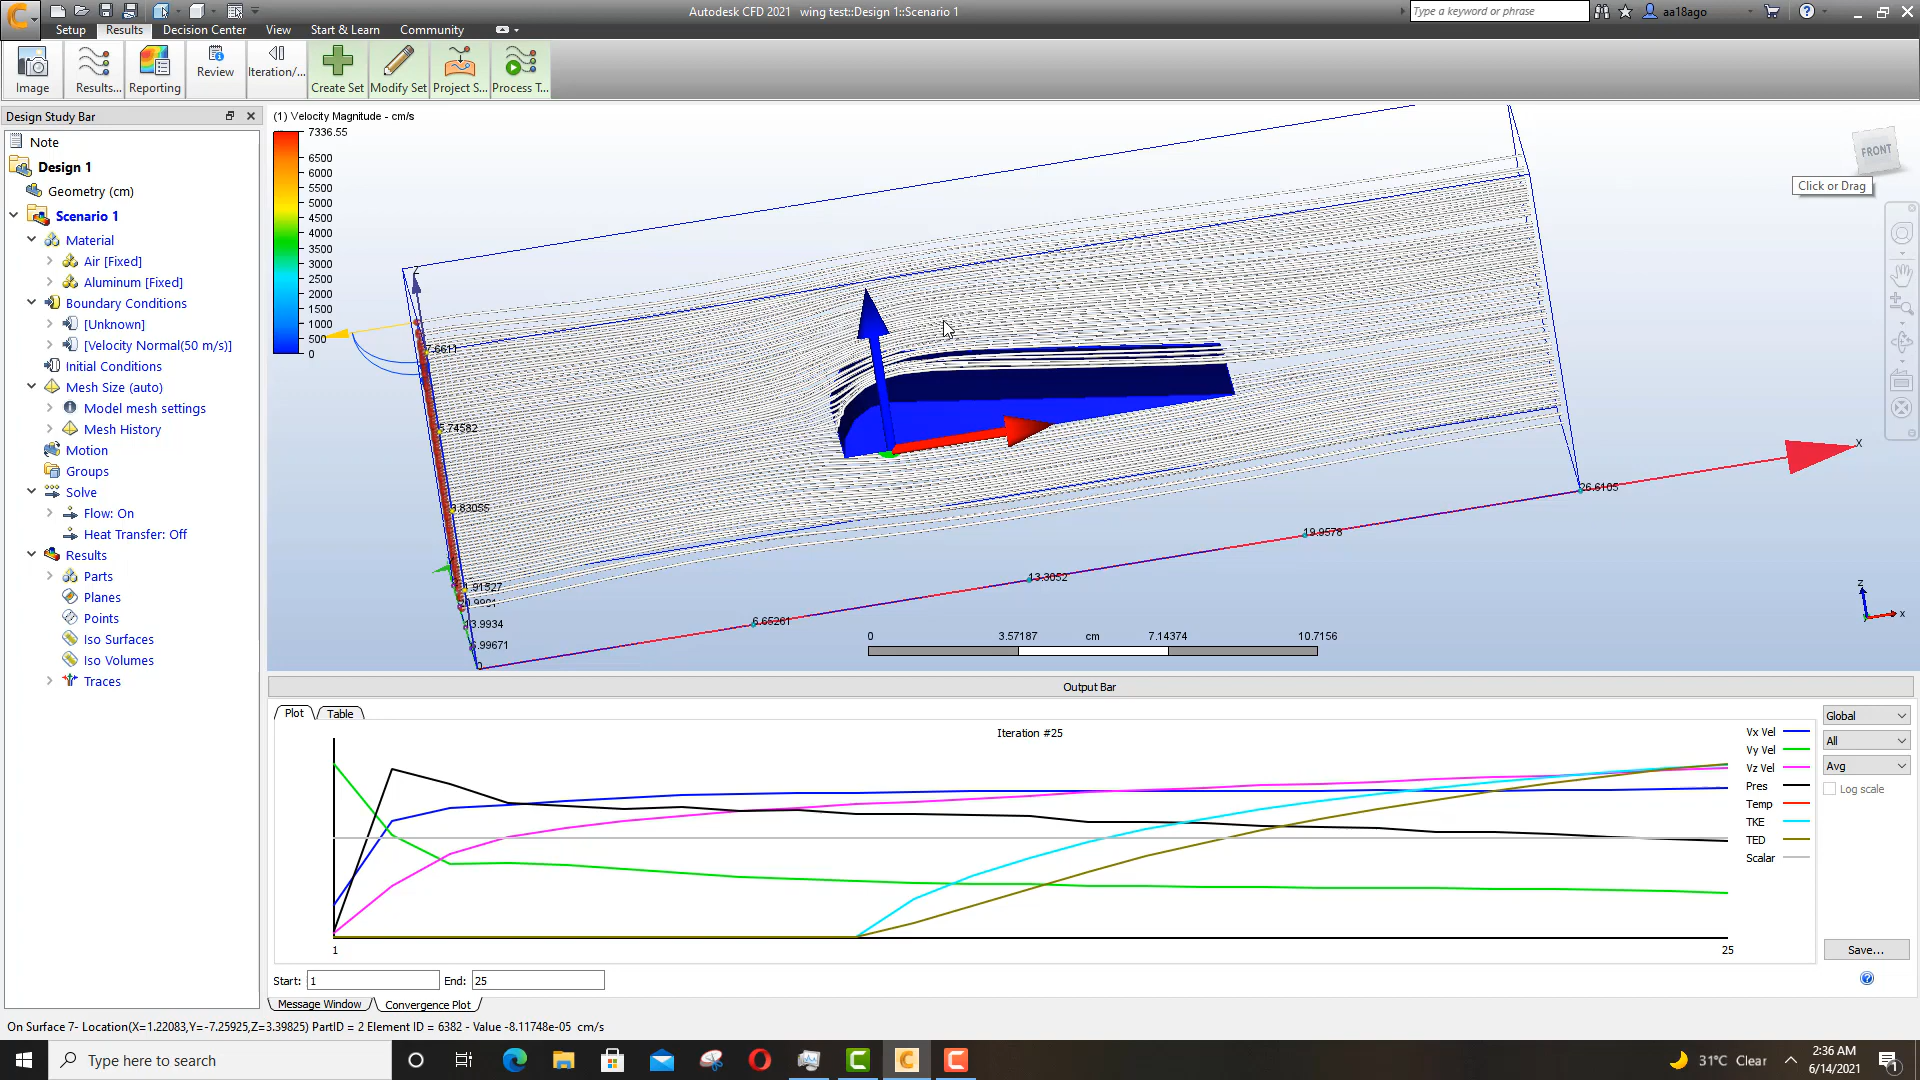 Autodesk CFD 2021 wing test::Design 1::Scenario 1
Type a keyword or phrase
aa18ago
Setup Results Decision Center View Start & Learn Community
Image Results... Reporting Review Iteration/... Create Set Modify Set Project S... Process T...
Design Study Bar
Note
Design 1
Geometry (cm)
Scenario 1
Material
Air [Fixed]
Aluminum [Fixed]
Boundary Conditions
[Unknown]
[Velocity Normal(50 m/s)]
Initial Conditions
Mesh Size (auto)
Model mesh settings
Mesh History
Motion
Groups
Solve
Flow: On
Heat Transfer: Off
Results
Parts
Planes
Points
Iso Surfaces
Iso Volumes
Traces
(1) Velocity Magnitude - cm/s
7336.55
6500
6000
5500
5000
4500
4000
3500
3000
2500
2000
1500
1000
500
0
FRONT
Click or Drag
Z
7.6611
5.74582
3.83055
1.91527
13.9934
6.99671
0
6.65261
13.3052
19.9578
26.6105
X
z
x
0 3.57187 cm 7.14374 10.7156
Output Bar
Plot Table
Iteration #25
Vx Vel
Vy Vel
Vz Vel
Pres
Temp
TKE
TED
Scalar
1 25
Global
All
Avg
Log scale
Save...
Start: 1 End: 25
Message Window Convergence Plot
On Surface 7- Location(X=1.22083,Y=-7.25925,Z=3.39825) PartID = 2 Element ID = 6382 - Value -8.11748e-05 cm/s
Type here to search
31°C Clear
2:36 AM
6/14/2021
1